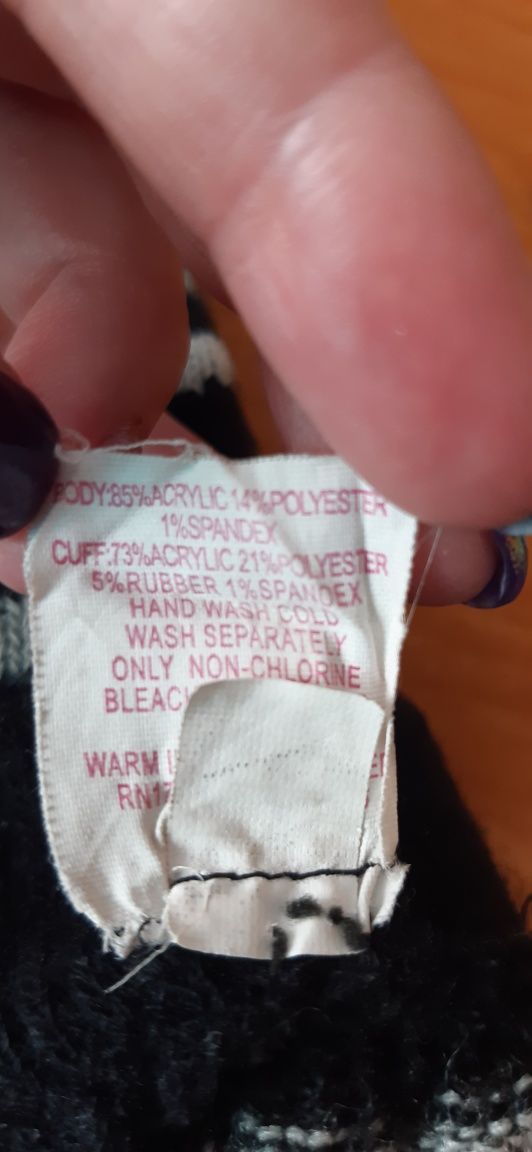 BODY:85%ACRYLIC 14%POLYESTER
1%SPANDEX
CUFF:73%ACRYLIC 21%POLYESTER
5%RUBBER 1%SPANDEX
HAND WASH COLD
WASH SEPARATELY
ONLY NON-CHLORINE
BLEACH
WARM